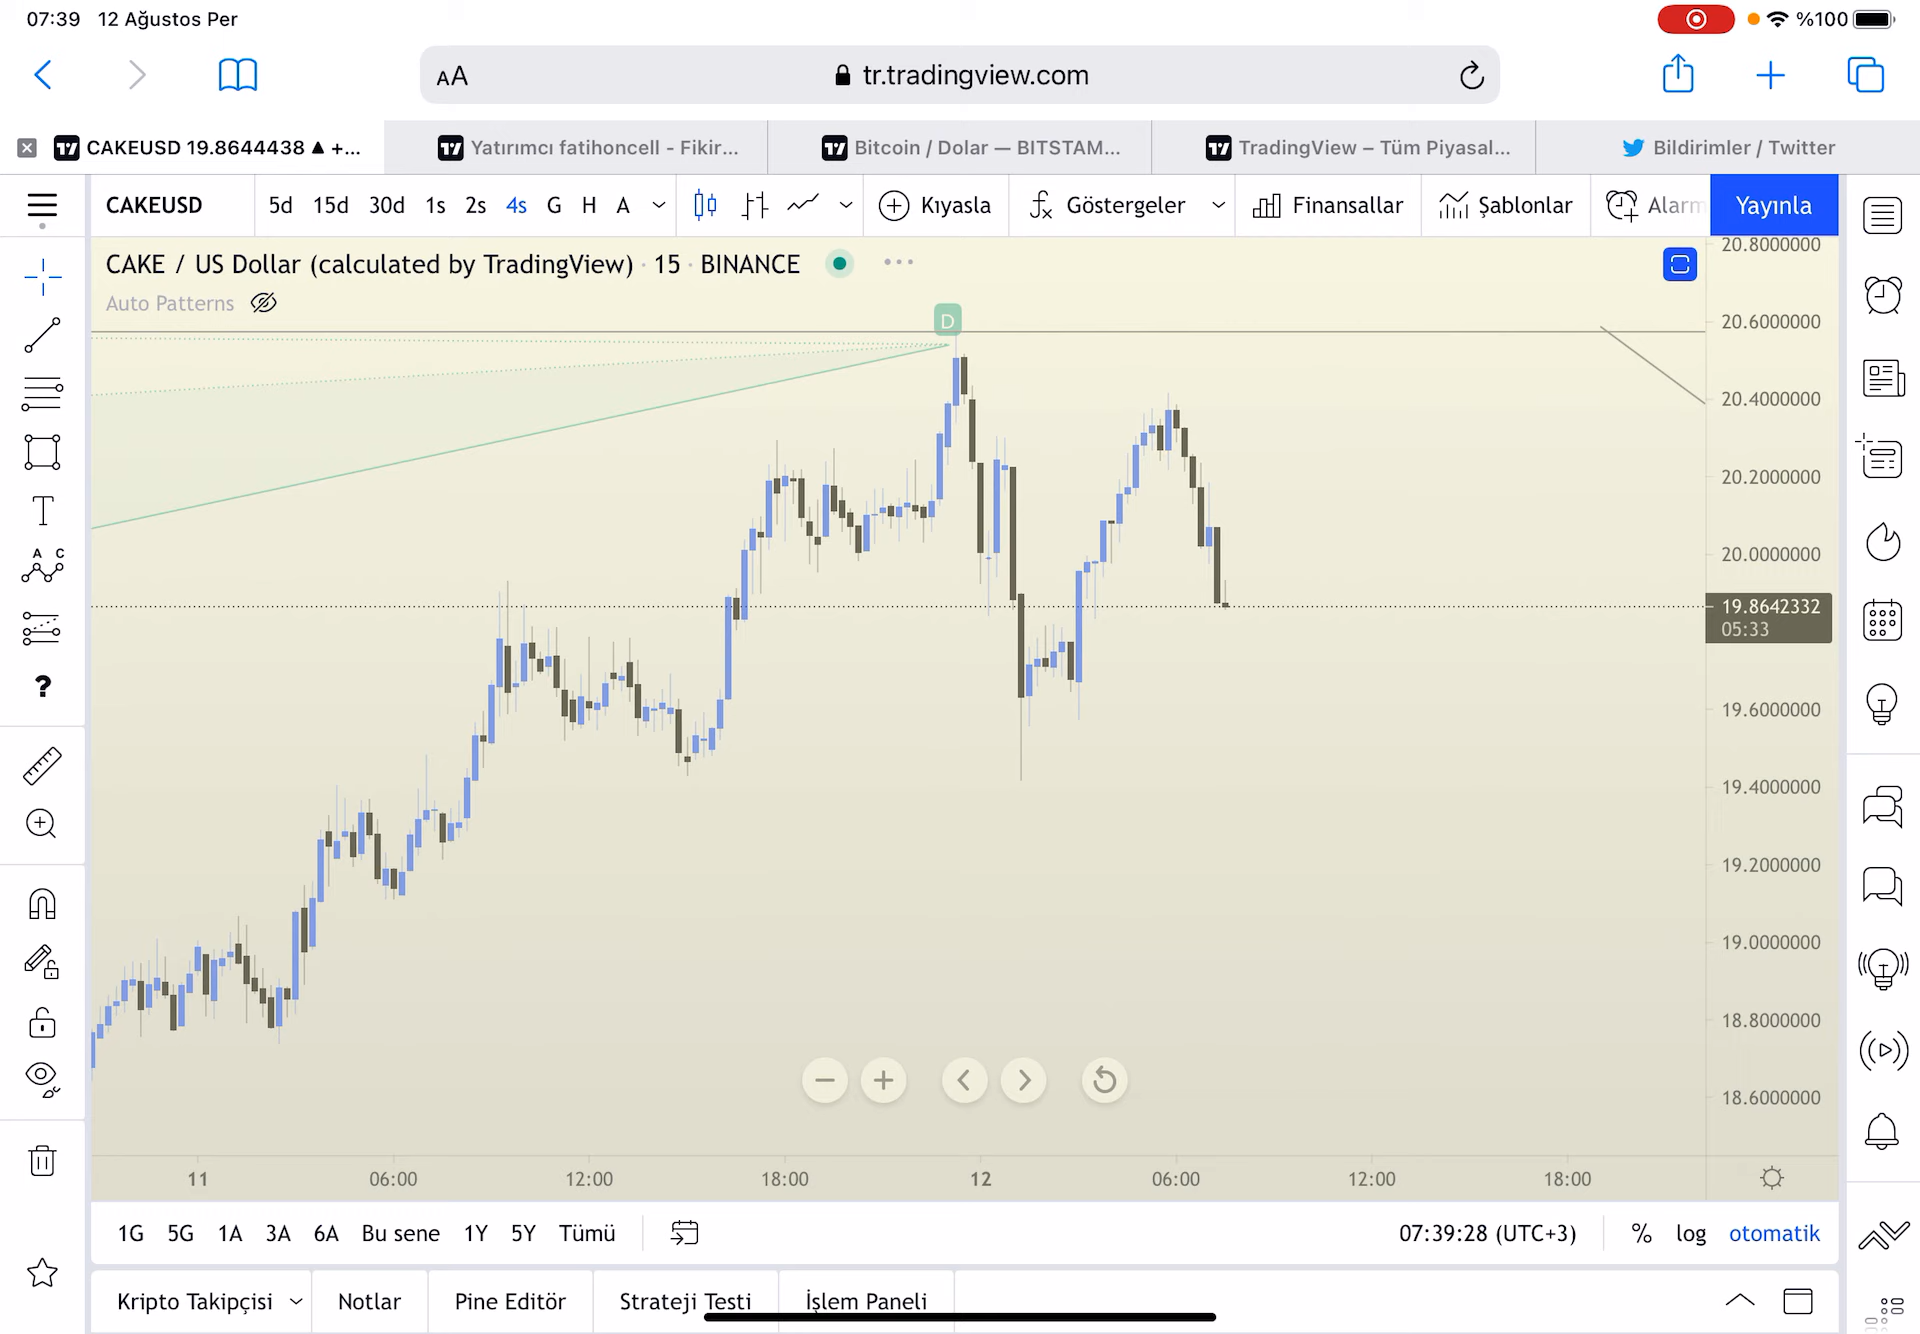 07:39 12 Ağustos Per
%100
AA
tr.tradingview.com
CAKEUSD 19.8644438 ▲ +...
Yatırımcı fatihoncell - Fikir...
Bitcoin / Dolar — BITSTAM...
TradingView – Tüm Piyasal...
Bildirimler / Twitter
CAKEUSD 5d 15d 30d 1s 2s 4s G H A Kıyasla Göstergeler Finansallar Şablonlar Alarm Yayınla
CAKE / US Dollar (calculated by TradingView) · 15 · BINANCE ...
Auto Patterns
D
T
A C
?
20.8000000
20.6000000
20.4000000
20.2000000
20.0000000
19.8642332
05:33
19.6000000
19.4000000
19.2000000
19.0000000
18.8000000
18.6000000
11 06:00 12:00 18:00 12 06:00 12:00 18:00
1G 5G 1A 3A 6A Bu sene 1Y 5Y Tümü 07:39:28 (UTC+3) % log otomatik
Kripto Takipçisi Notlar Pine Editör Strateji Testi İşlem Paneli